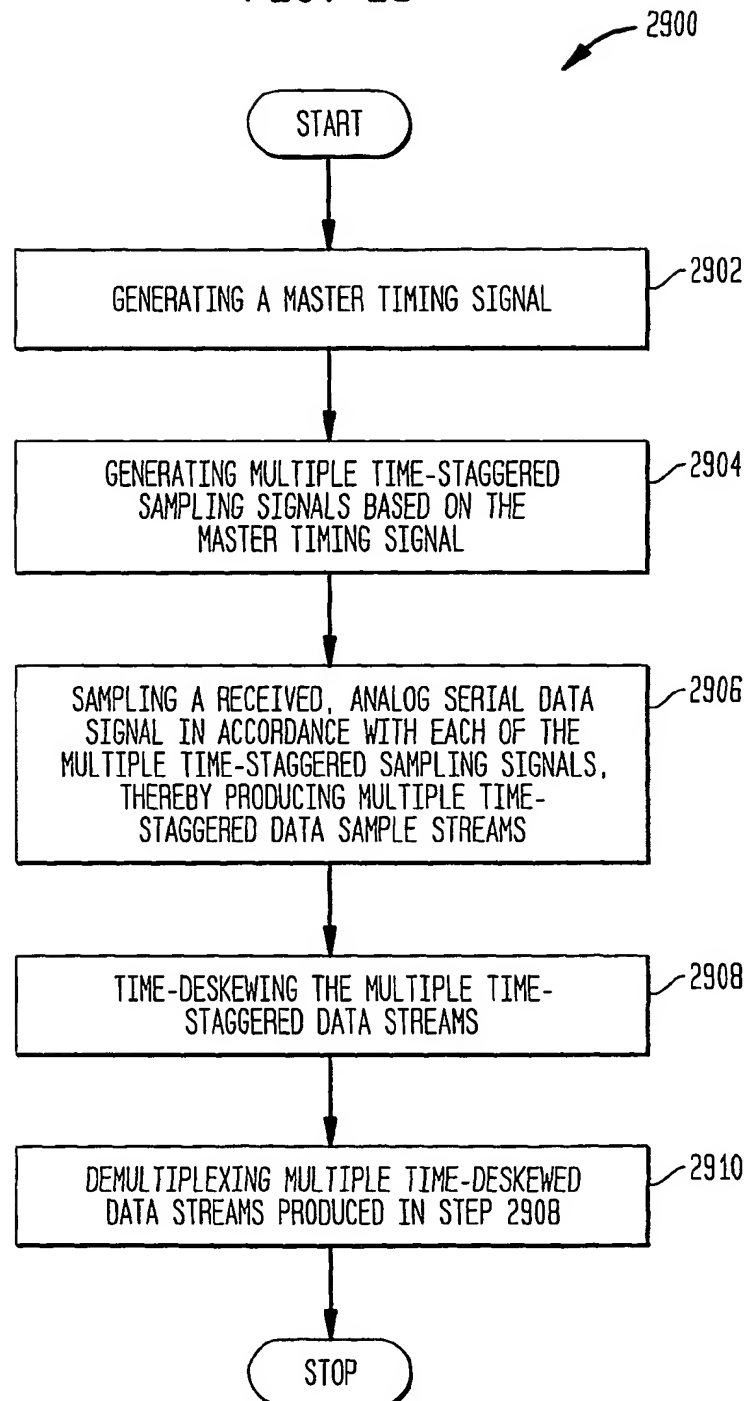 2900
START
GENERATING A MASTER TIMING SIGNAL
2902
GENERATING MULTIPLE TIME-STAGGERED
SAMPLING SIGNALS BASED ON THE
MASTER TIMING SIGNAL
2904
SAMPLING A RECEIVED, ANALOG SERIAL DATA
SIGNAL IN ACCORDANCE WITH EACH OF THE
MULTIPLE TIME-STAGGERED SAMPLING SIGNALS,
THEREBY PRODUCING MULTIPLE TIME-
STAGGERED DATA SAMPLE STREAMS
2906
TIME-DESKEWING THE MULTIPLE TIME-
STAGGERED DATA STREAMS
2908
DEMULTIPLEXING MULTIPLE TIME-DESKEWED
DATA STREAMS PRODUCED IN STEP 2908
2910
STOP